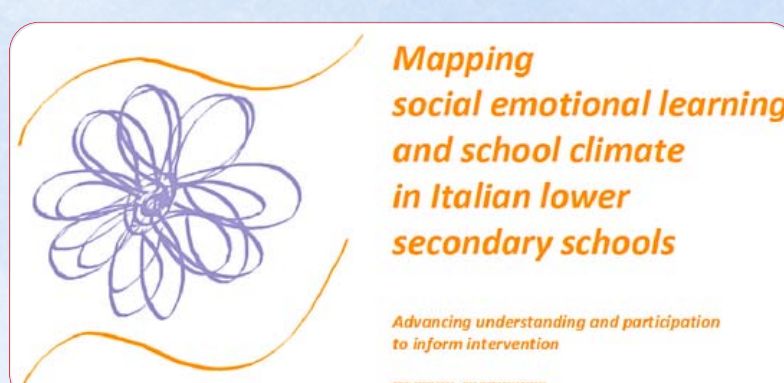 Mapping
social emotional learning
and school climate
in Italian lower
secondary schools
Advancing understanding and participation
to inform intervention